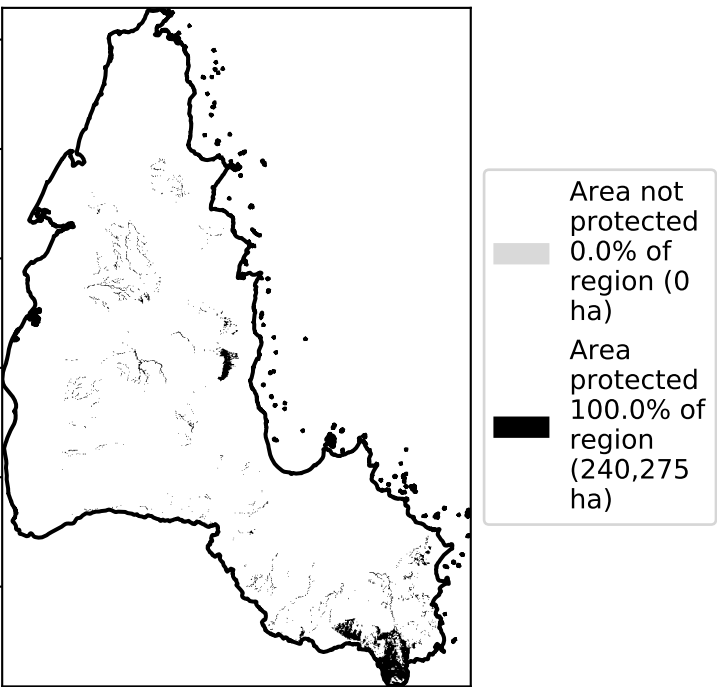 Area not
protected
0.0% of
region (0
ha)
Area
protected
100.0% of
region
(240,275
ha)